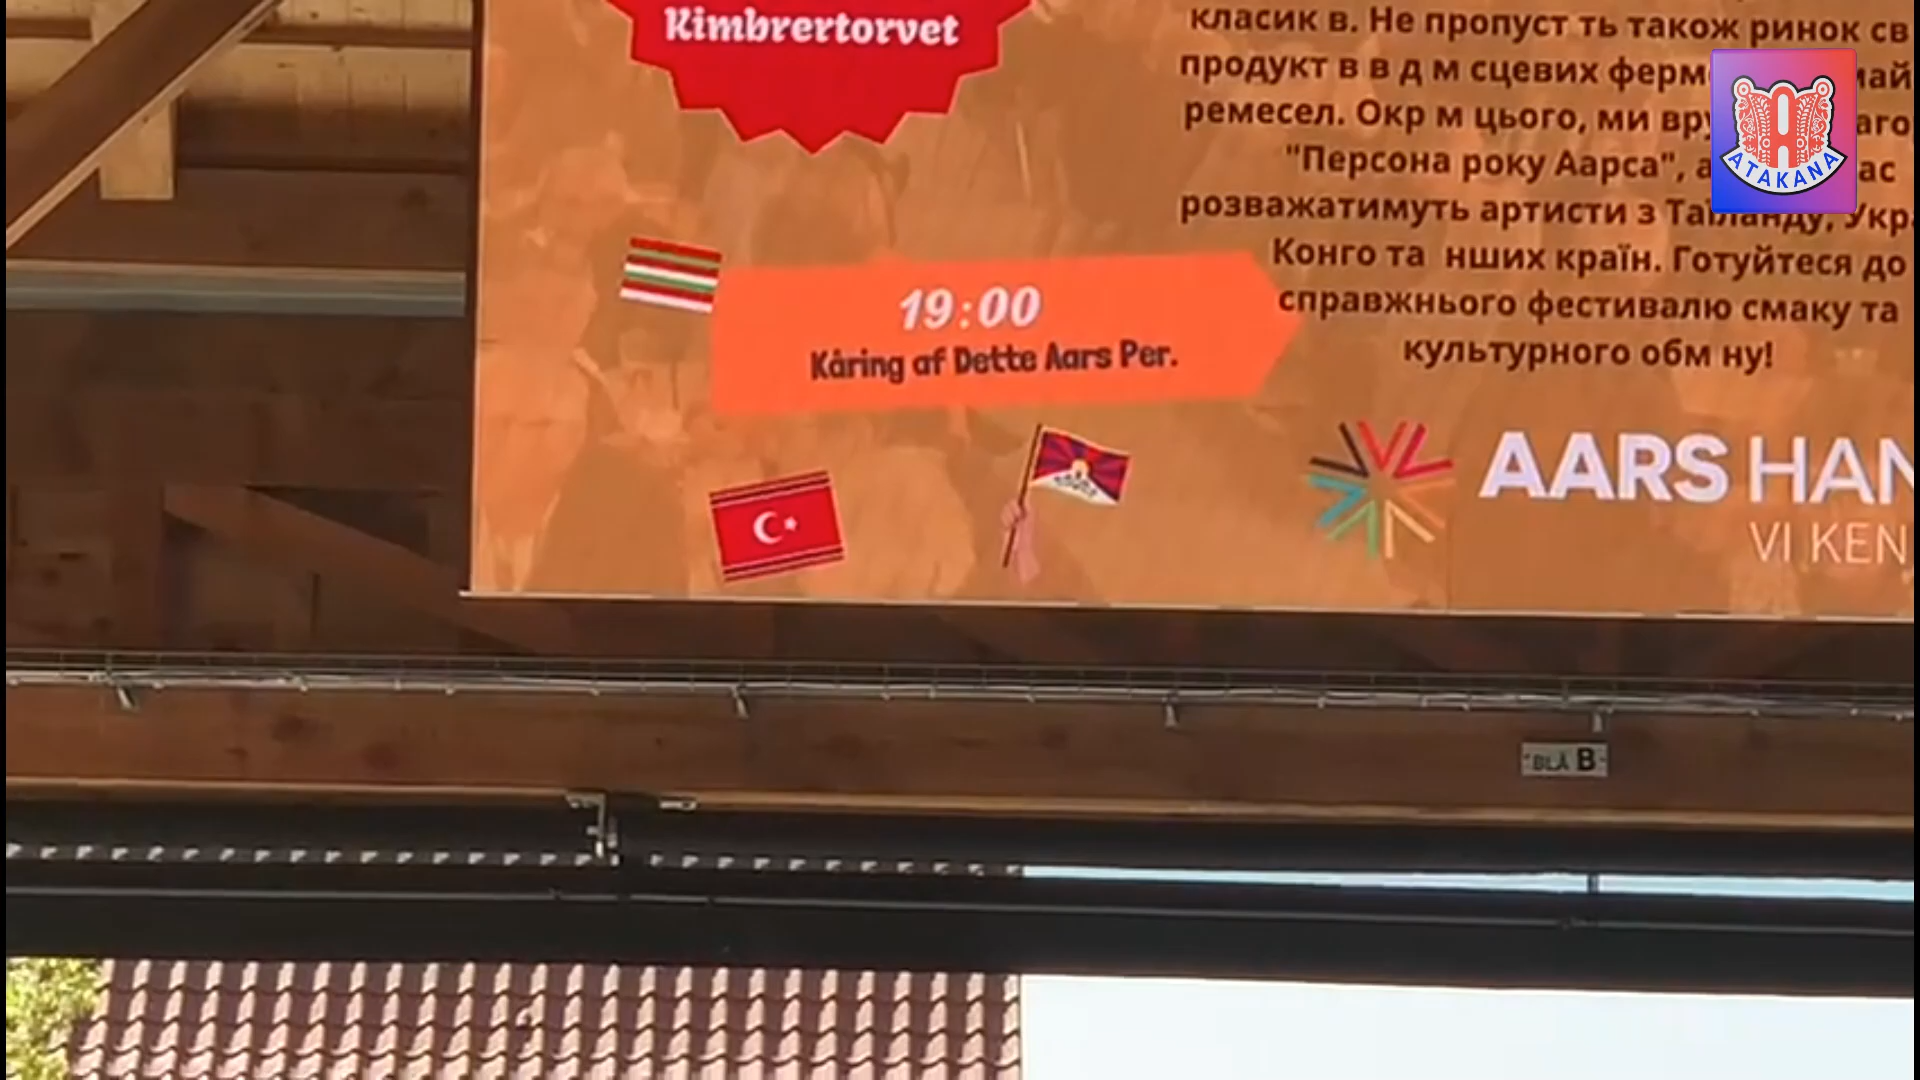 Kimbrertorvet
19:00
Kåring af Dette Aars Per.
класик в. Не пропуст ть також ринок св
продукт в в д м сцевих ферм
ремесел. Окр м цього, ми вру
"Персона року Аарса", а
розважатимуть артисти з Таїланду, Укр
Конго та нших країн. Готуйтеся до
справжнього фестивалю смаку та
культурного обм ну!
AARS HAN
VI KEN
BLÅ B
ATAKANA